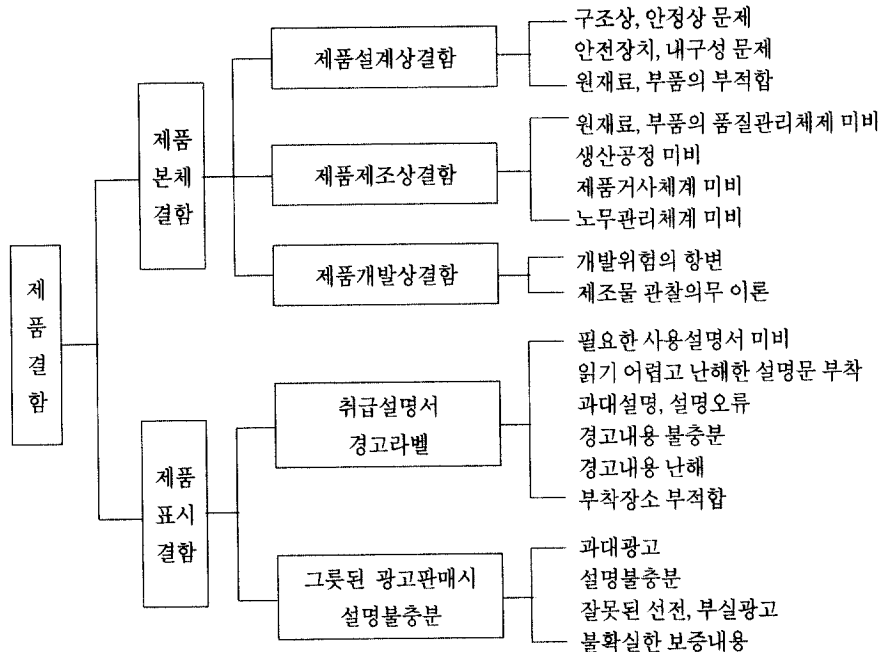 제품결함
제품
본체
결함
제품설계상결함
구조상, 안정상 문제
안전장치, 내구성 문제
원재료, 부품의 부적합
제품제조상결함
원재료, 부품의 품질관리체제 미비
생산공정 미비
제품거사체계 미비
노무관리체계 미비
제품개발상결함
개발위험의 항변
제조물 관찰의무 이론
제품
표시
결함
취급설명서
경고라벨
필요한 사용설명서 미비
읽기 어렵고 난해한 설명문 부착
과대설명, 설명오류
경고내용 불충분
경고내용 난해
부착장소 부적합
그릇된 광고판매시
설명불충분
과대광고
설명불충분
잘못된 선전, 부실광고
불확실한 보증내용